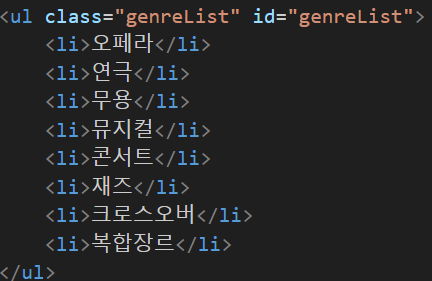 <ul class="genreList" id="genreList">
    <li>오페라</li>
    <li>연극</li>
    <li>무용</li>
    <li>뮤지컬</li>
    <li>콘서트</li>
    <li>재즈</li>
    <li>크로스오버</li>
    <li>복합장르</li>
</ul>